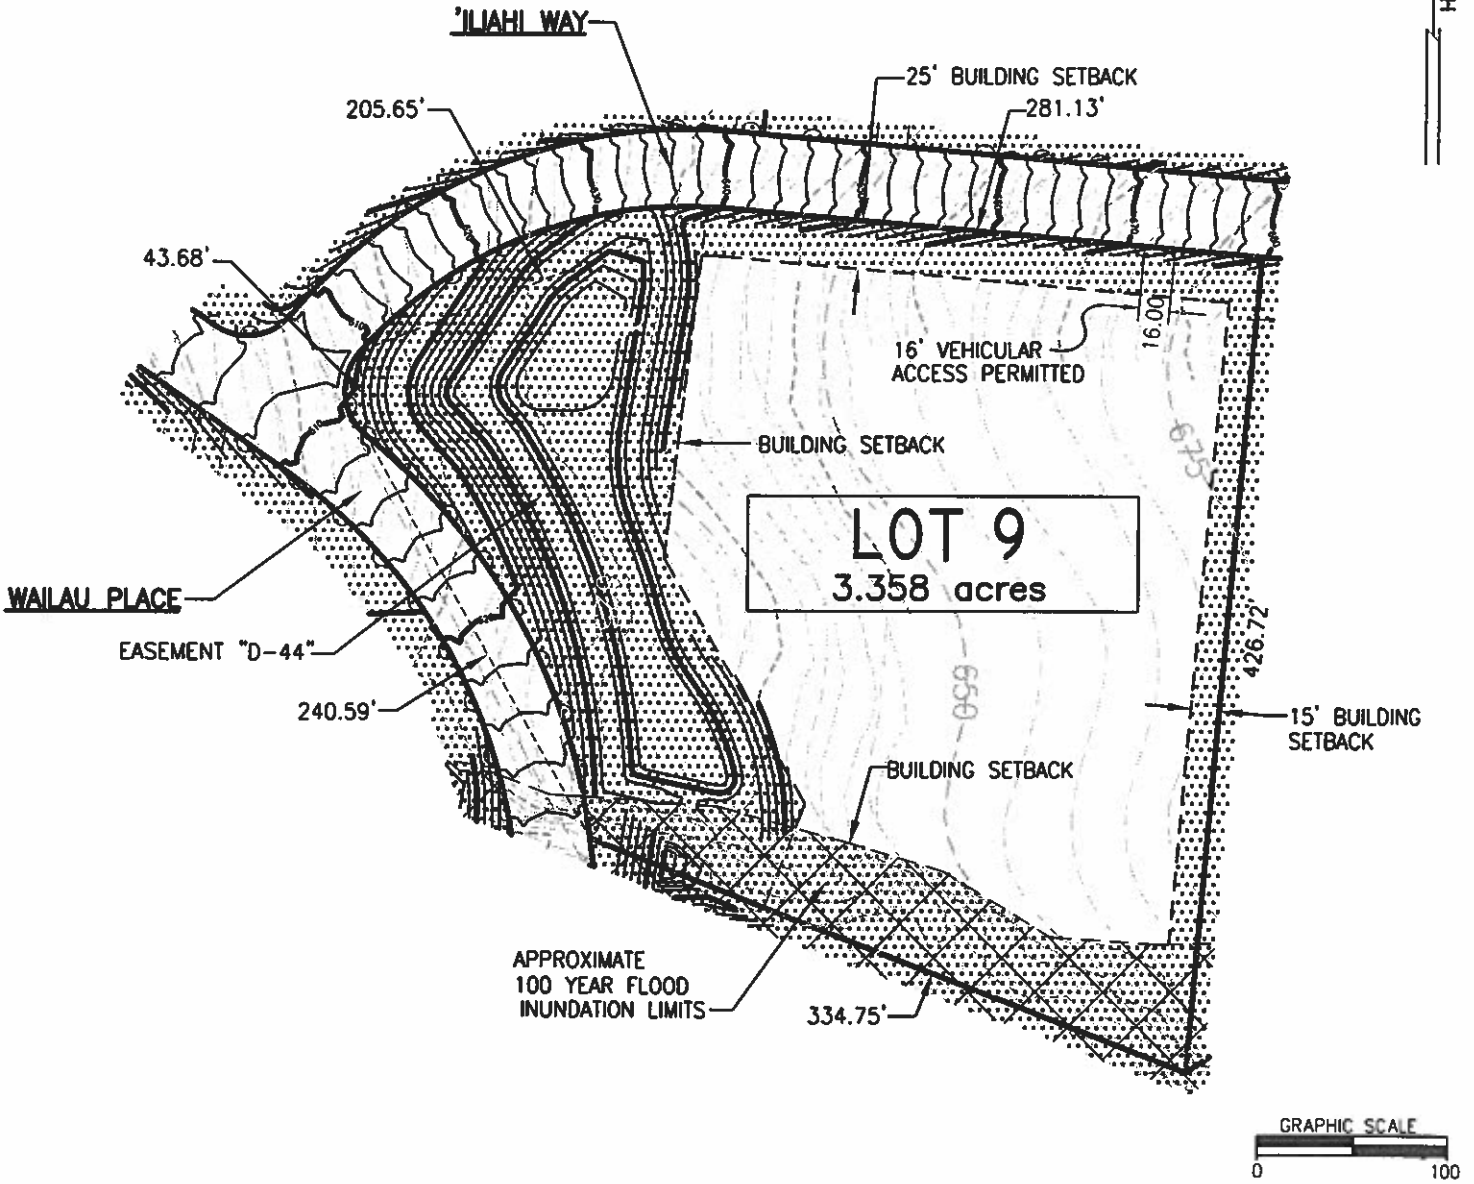 'ILIAHI WAY
H
25' BUILDING SETBACK
205.65'
281.13'
43.68'
16' VEHICULAR
ACCESS PERMITTED
16.00
BUILDING SETBACK
675
LOT 9
3.358 acres
WAILAU PLACE
EASEMENT "D-44"
426.72'
650
240.59'
15' BUILDING
SETBACK
BUILDING SETBACK
APPROXIMATE
100 YEAR FLOOD
INUNDATION LIMITS
334.75'
GRAPHIC SCALE
0 100
610
610